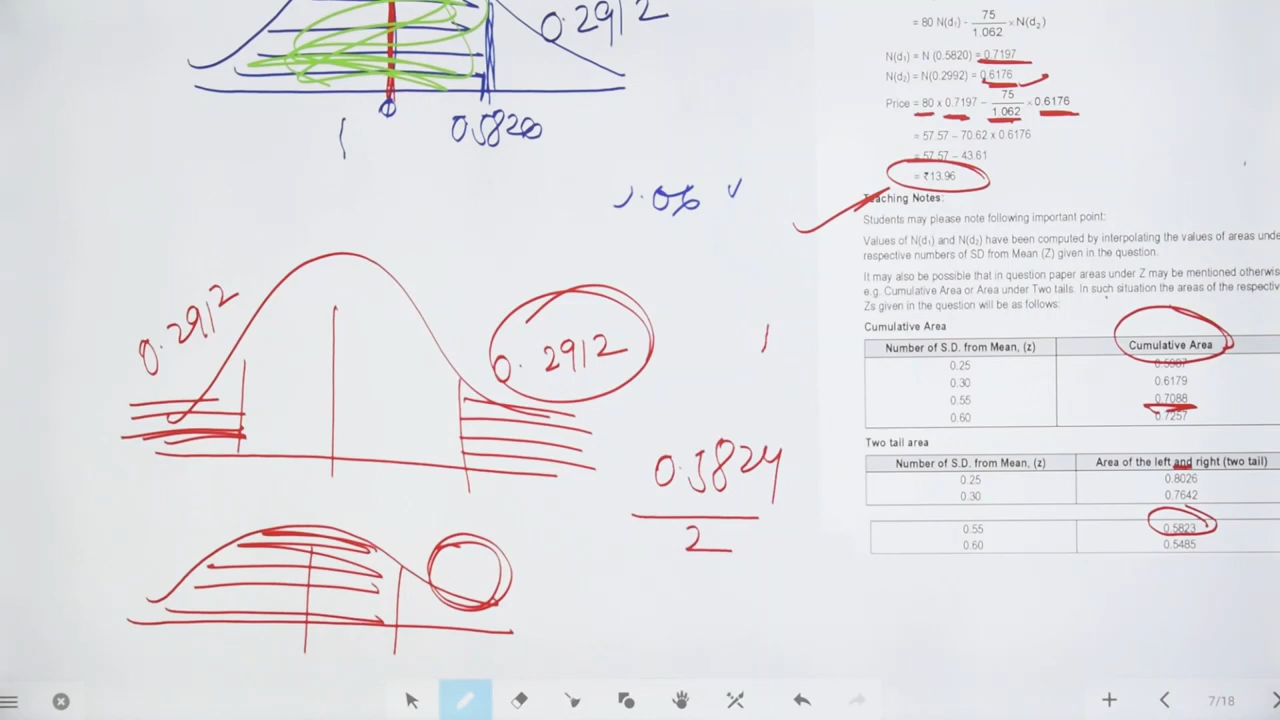 0.2912
0.5820
1.06
0.2912
0.2912
0.5824
2
= 80 N(d₁) - 75/1.062 × N(d₂)
N(d₁) = N (0.5820) = 0.7197
N(d₂) = N(0.2992) = 0.6176
Price = 80 x 0.7197 − 75/1.062 × 0.6176
= 57.57 − 70.62 x 0.6176
= 57.57 − 43.61
= ₹13.96
Teaching Notes:
Students may please note following important point:
Values of N(d₁) and N(d₂) have been computed by interpolating the values of areas unde
respective numbers of SD from Mean (Z) given in the question.
It may also be possible that in question paper areas under Z may be mentioned otherwis
e.g. Cumulative Area or Area under Two tails. In such situation the areas of the respective
Zs given in the question will be as follows:
Cumulative Area
Number of S.D. from Mean, (z) Cumulative Area
0.25 0.5987
0.30 0.6179
0.55 0.7088
0.60 0.7257
Two tail area
Number of S.D. from Mean, (z) Area of the left and right (two tail)
0.25 0.8026
0.30 0.7642
0.55 0.5823
0.60 0.5485
7/18